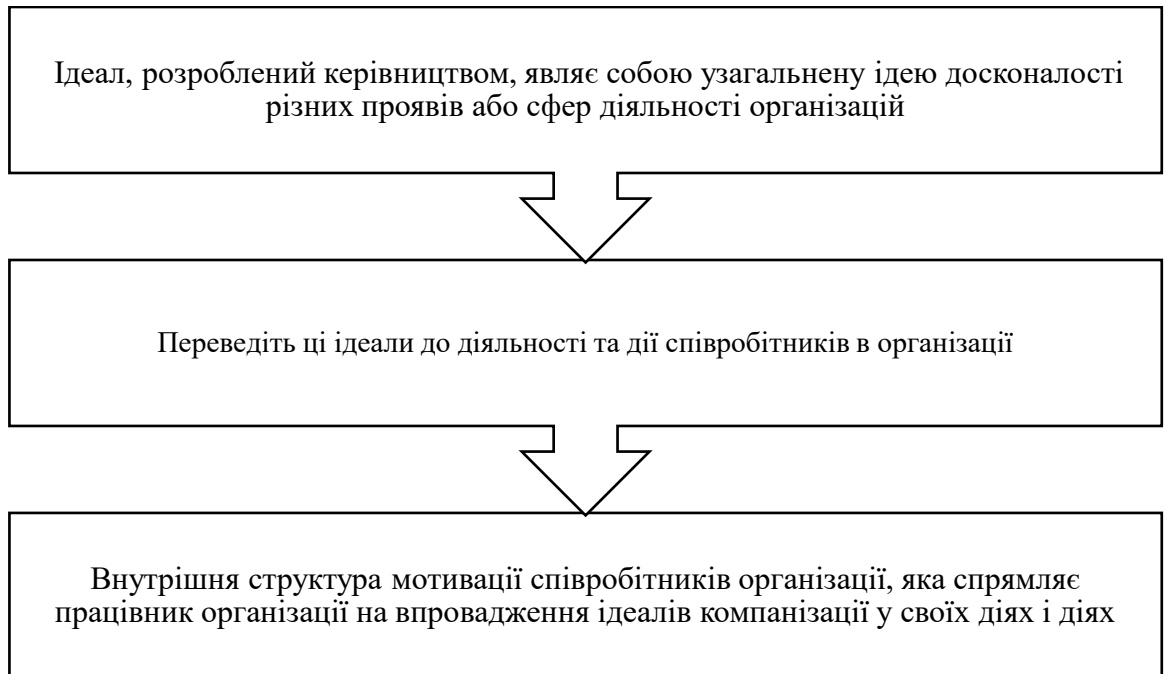 Ідеал, розроблений керівництвом, являє собою узагальнену ідею досконалості
різних проявів або сфер діяльності організацій
Переведіть ці ідеали до діяльності та дії співробітників в організації
Внутрішня структура мотивації співробітників організації, яка спрямляє
працівник організації на впровадження ідеалів компанізації у своїх діях і діях